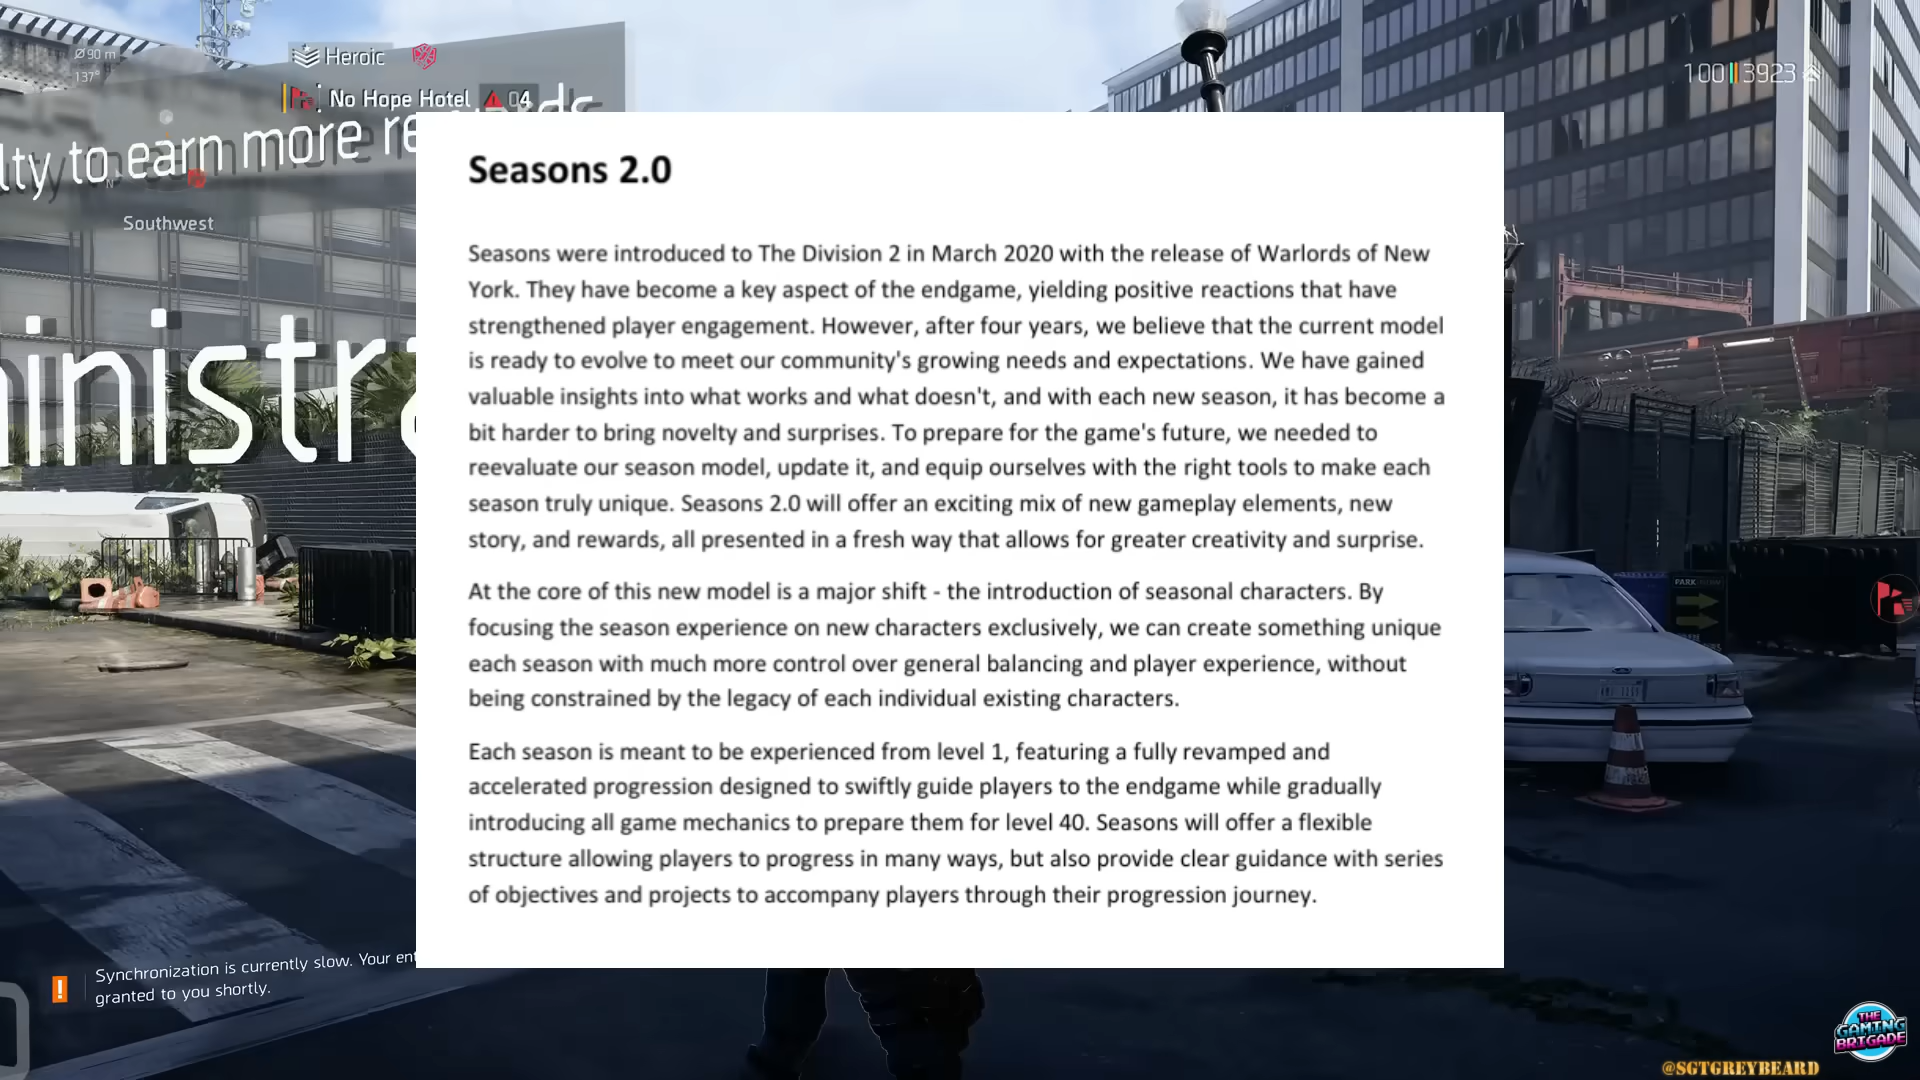 Ø90 m
137°
Heroic
No Hope Hotel 04
lty to earn more re
N
Southwest
inistr
100 3923
Seasons 2.0
Seasons were introduced to The Division 2 in March 2020 with the release of Warlords of New
York. They have become a key aspect of the endgame, yielding positive reactions that have
strengthened player engagement. However, after four years, we believe that the current model
is ready to evolve to meet our community's growing needs and expectations. We have gained
valuable insights into what works and what doesn't, and with each new season, it has become a
bit harder to bring novelty and surprises. To prepare for the game's future, we needed to
reevaluate our season model, update it, and equip ourselves with the right tools to make each
season truly unique. Seasons 2.0 will offer an exciting mix of new gameplay elements, new
story, and rewards, all presented in a fresh way that allows for greater creativity and surprise.
At the core of this new model is a major shift - the introduction of seasonal characters. By
focusing the season experience on new characters exclusively, we can create something unique
each season with much more control over general balancing and player experience, without
being constrained by the legacy of each individual existing characters.
Each season is meant to be experienced from level 1, featuring a fully revamped and
accelerated progression designed to swiftly guide players to the endgame while gradually
introducing all game mechanics to prepare them for level 40. Seasons will offer a flexible
structure allowing players to progress in many ways, but also provide clear guidance with series
of objectives and projects to accompany players through their progression journey.
PARK
! Synchronization is currently slow. Your en
granted to you shortly.
THE
GAMING
BRIGADE
@SGTGREYBEARD